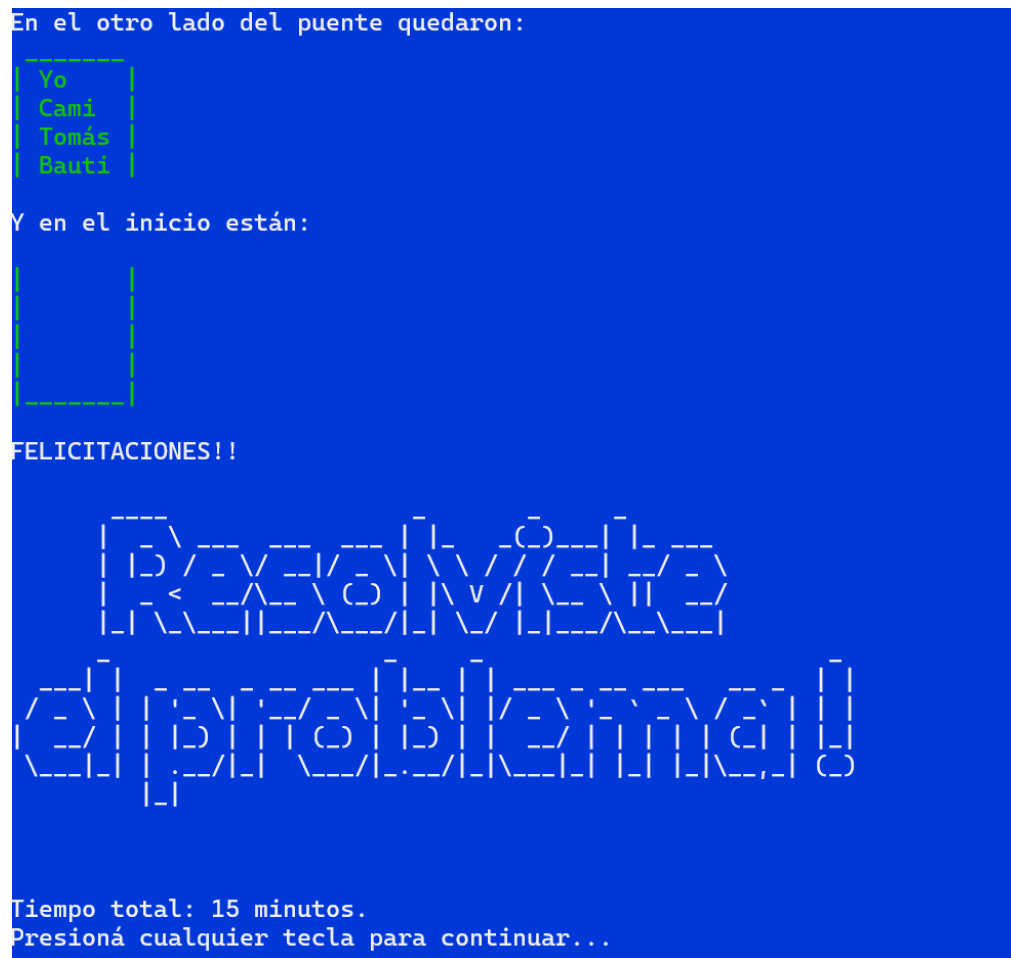 En el otro lado del puente quedaron:
Yo
Cami
Tomás
Bauti
Y en el inicio están:
FELICITACIONES!!
Resolviste
el problema!
Tiempo total: 15 minutos.
Presioná cualquier tecla para continuar...